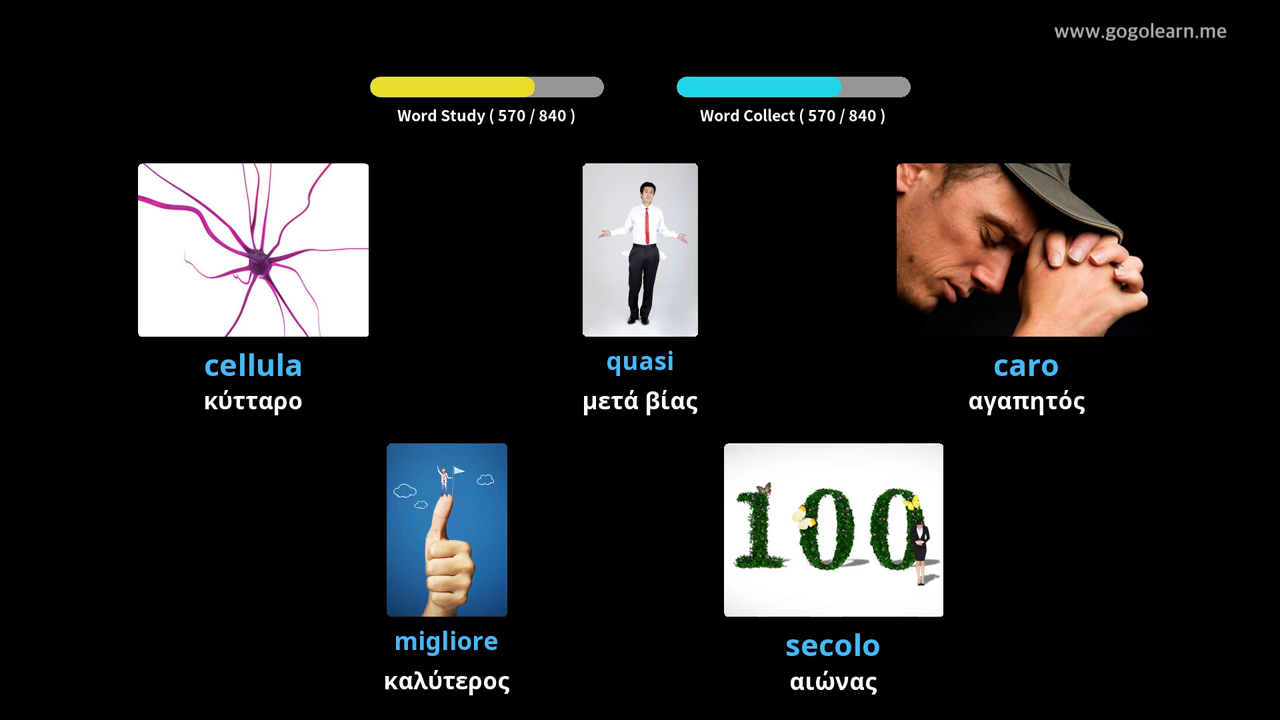 www.gogolearn.me
Word Study ( 570 / 840 )
Word Collect ( 570 / 840 )
cellula
κύτταρο
quasi
μετά βίας
caro
αγαπητός
migliore
καλύτερος
100
secolo
αιώνας